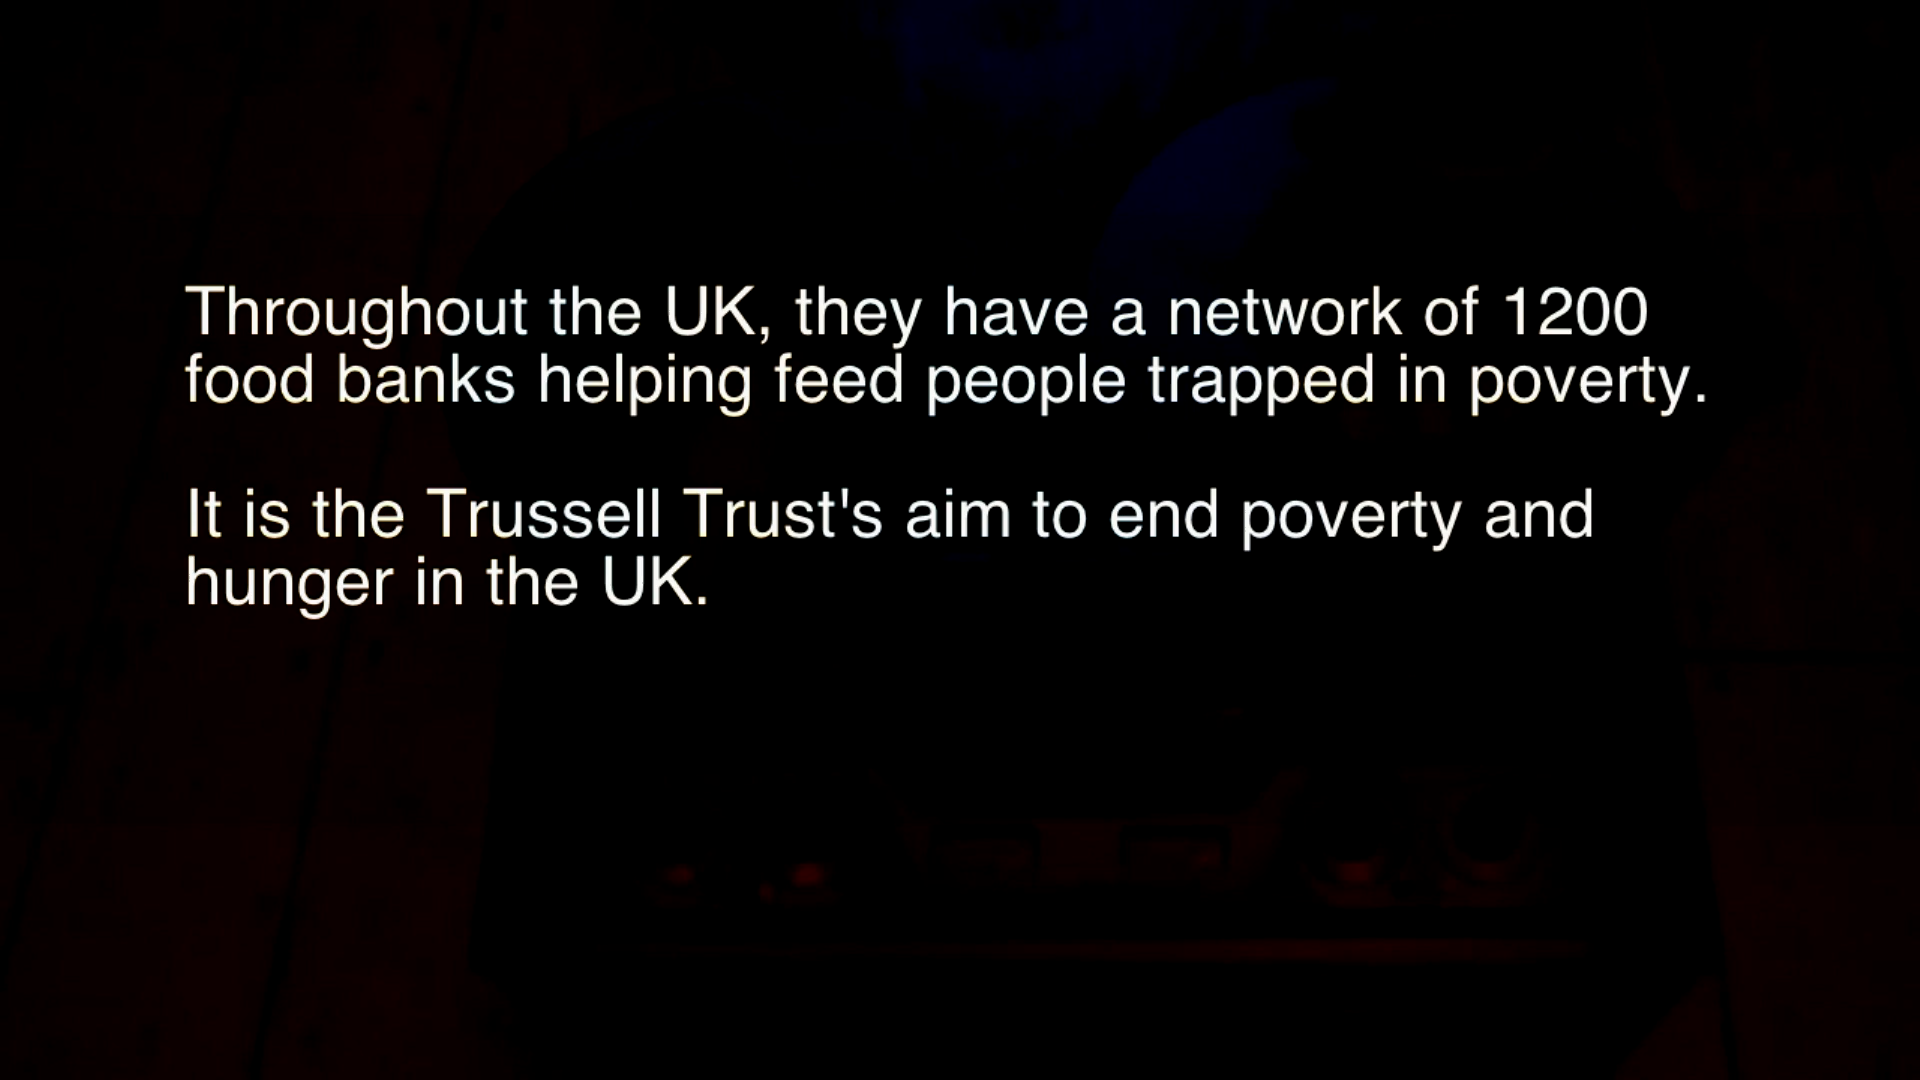 Throughout the UK, they have a network of 1200
food banks helping feed people trapped in poverty.
It is the Trussell Trust's aim to end poverty and
hunger in the UK.